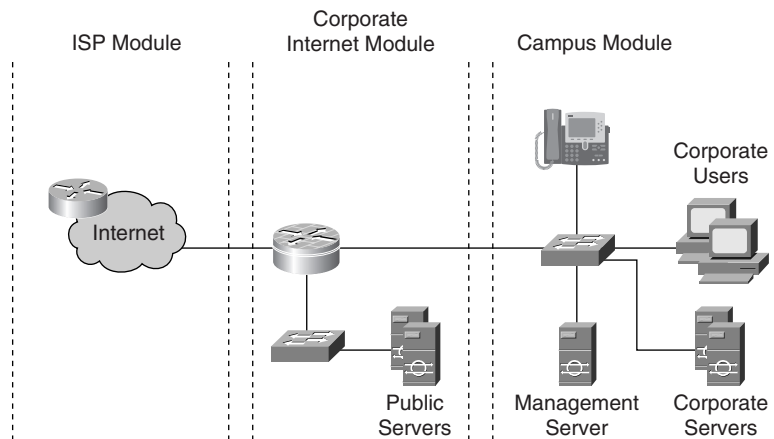 ISP Module
Corporate
Internet Module
Campus Module
Corporate
Users
Internet
Public
Servers
Management
Server
Corporate
Servers